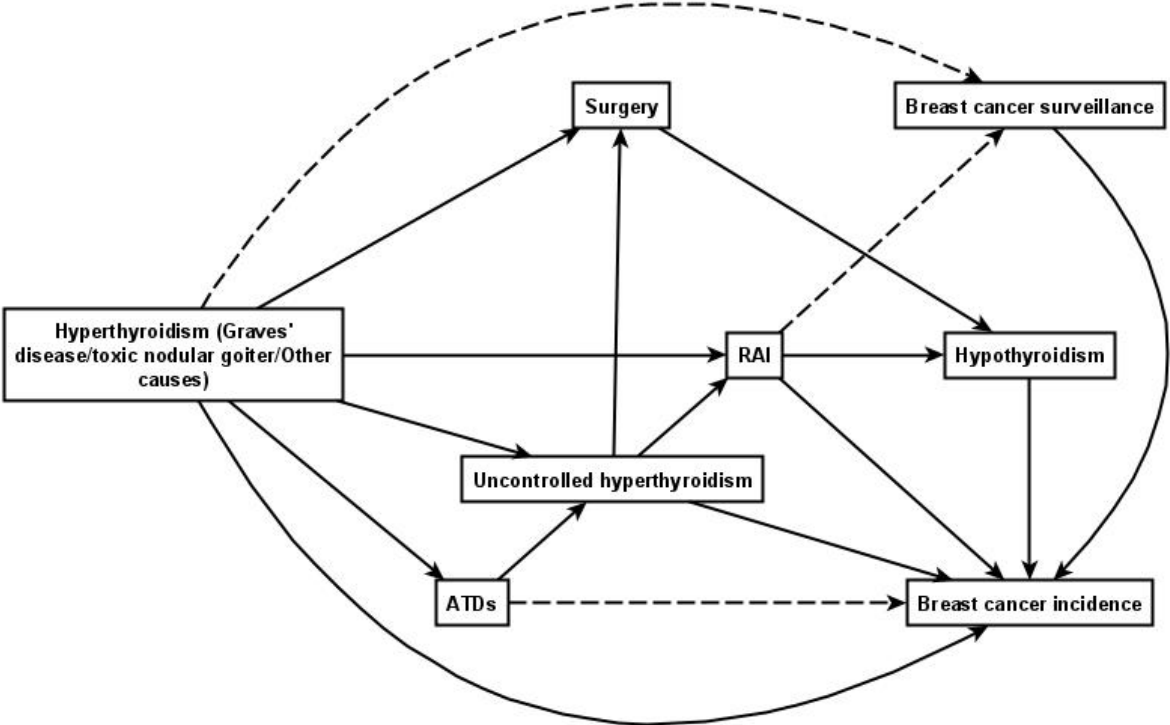 Surgery
Breast cancer surveillance
Hyperthyroidism (Graves'
disease/toxic nodular goiter/Other
causes)
RAI
Hypothyroidism
Uncontrolled hyperthyroidism
ATDs
Breast cancer incidence